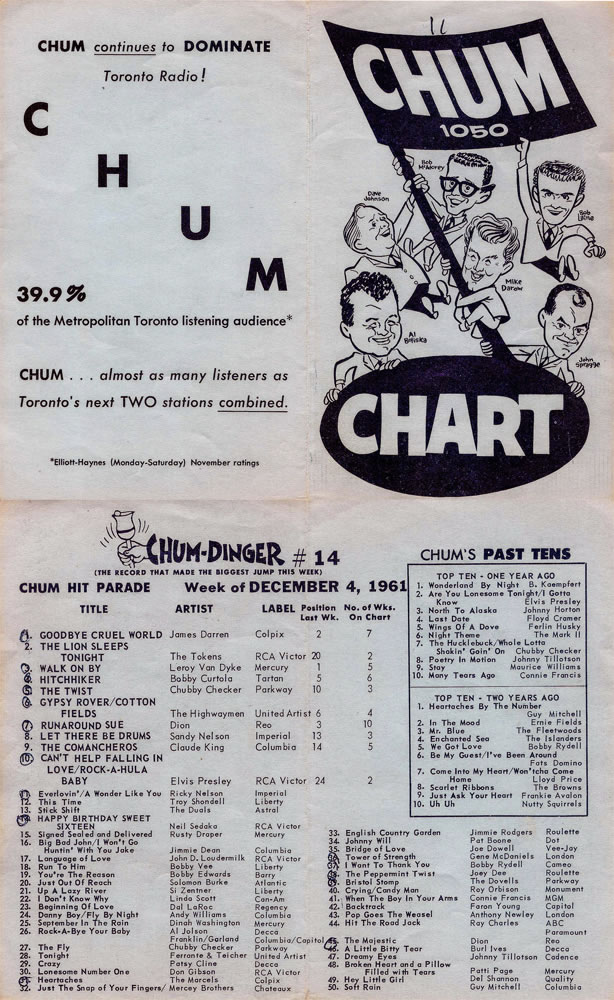 CHUM continues to DOMINATE
Toronto Radio!
C
H
U
M
39.9%
of the Metropolitan Toronto listening audience*
CHUM . . . almost as many listeners as
Toronto's next TWO stations combined.
*Elliott-Haynes (Monday-Saturday) November ratings
CHUM
1050
Bob McAdorey
Dave Johnson
Bob Laine
Mike Darow
Al Boliska
John Spragge
CHART
CHUM-DINGER # 14
(THE RECORD THAT MADE THE BIGGEST JUMP THIS WEEK)
CHUM HIT PARADE Week of DECEMBER 4, 1961
TITLE ARTIST LABEL Position Last Wk. No. of Wks. On Chart
1. GOODBYE CRUEL WORLD James Darren Colpix 2 7
2. THE LION SLEEPS
TONIGHT The Tokens RCA Victor 20 2
3. WALK ON BY Leroy Van Dyke Mercury 1 5
4. HITCHHIKER Bobby Curtola Tartan 5 6
5. THE TWIST Chubby Checker Parkway 10 3
6. GYPSY ROVER/COTTON
FIELDS The Highwaymen United Artist 6 4
7. RUNAROUND SUE Dion Reo 3 10
8. LET THERE BE DRUMS Sandy Nelson Imperial 13 3
9. THE COMANCHEROS Claude King Columbia 14 5
10. CAN'T HELP FALLING IN
LOVE/ROCK-A-HULA
BABY Elvis Presley RCA Victor 24 2
11. Everlovin'/A Wonder Like You Ricky Nelson Imperial
12. This Time Troy Shondell Liberty
13. Stick Shift The Duals Astral
14. HAPPY BIRTHDAY SWEET
SIXTEEN Neil Sedaka RCA Victor
15. Signed Sealed and Delivered Rusty Draper Mercury
16. Big Bad John/I Won't Go
Huntin' With You Jake Jimmie Dean Columbia
17. Language of Love John D. Loudermilk RCA Victor
18. Run To Him Bobby Vee Liberty
19. You're The Reason Bobby Edwards Barry
20. Just Out Of Reach Solomon Burke Atlantic
21. Up A Lazy River Si Zentner Liberty
22. I Don't Know Why Linda Scott Can-Am
23. Beginning Of Love Dal LaRoc Regency
24. Danny Boy/Fly By Night Andy Williams Columbia
25. September In The Rain Dinah Washington Mercury
26. Rock-A-Bye Your Baby Al Jolson Decca
Franklin/Garland Columbia/Capitol
27. The Fly Chubby Checker Parkway
28. Tonight Ferrante & Teicher United Artist
29. Crazy Patsy Cline Decca
30. Lonesome Number One Don Gibson RCA Victor
31. Heartaches The Marcels Colpix
32. Just The Snap of Your Fingers/ Mercey Brothers Chateaux
CHUM'S PAST TENS
TOP TEN - ONE YEAR AGO
1. Wonderland By Night B. Kaempfert
2. Are You Lonesome Tonight/I Gotta
Know Elvis Presley
3. North To Alaska Johnny Horton
4. Last Date Floyd Cramer
5. Wings Of A Dove Ferlin Husky
6. Night Theme The Mark II
7. The Hucklebuck/Whole Lotta
Shakin' Goin' On Chubby Checker
8. Poetry In Motion Johnny Tillotson
9. Stay Maurice Williams
10. Many Tears Ago Connie Francis
TOP TEN - TWO YEARS AGO
1. Heartaches By The Number
Guy Mitchell
2. In The Mood Ernie Fields
3. Mr. Blue The Fleetwoods
4. Enchanted Sea The Islanders
5. We Got Love Bobby Rydell
6. Be My Guest/I've Been Around
Fats Domino
7. Come Into My Heart/Won'tcha Come
Home Lloyd Price
8. Scarlet Ribbons The Browns
9. Just Ask Your Heart Frankie Avalon
10. Uh Uh Nutty Squirrels
33. English Country Garden Jimmie Rodgers Roulette
34. Johnny Will Pat Boone Dot
35. Bridge of Love Joe Dowell Vee-Jay
36. Tower of Strength Gene McDaniels London
37. I Want To Thank You Bobby Rydell Cameo
38. The Peppermint Twist Joey Dee Roulette
39. Bristol Stomp The Dovells Parkway
40. Crying/Candy Man Roy Orbison Monument
41. When The Boy In Your Arms Connie Francis MGM
42. Backtrack Faron Young Capitol
43. Pop Goes The Weasel Anthony Newley London
44. Hit The Road Jack Ray Charles ABC
Paramount
45. The Majestic Dion Reo
46. A Little Bitty Tear Burl Ives Decca
47. Dreamy Eyes Johnny Tillotson Cadence
48. Broken Heart and a Pillow
Filled with Tears Patti Page Mercury
49. Hey Little Girl Del Shannon Quality
50. Soft Rain Guy Mitchell Columbia